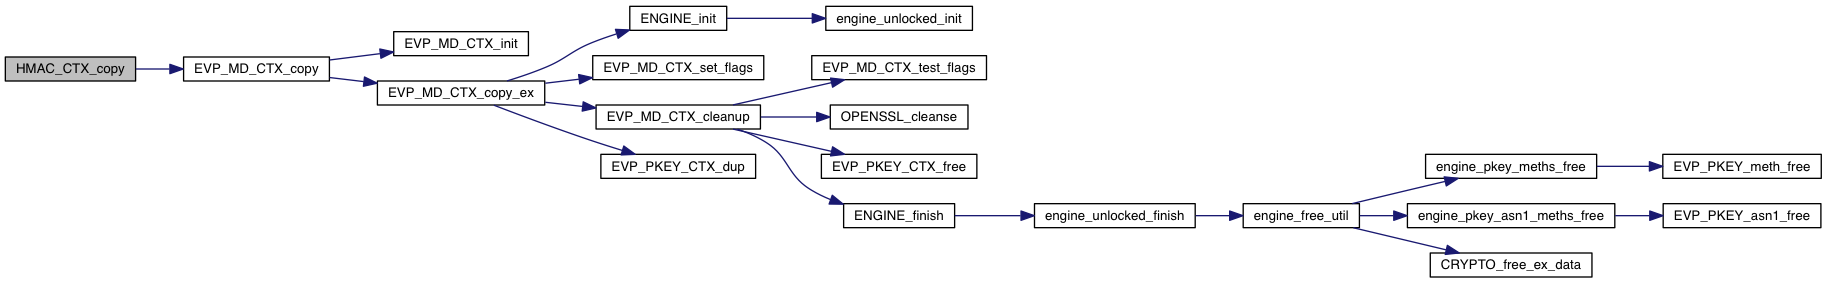 HMAC_CTX_copy
EVP_MD_CTX_copy
EVP_MD_CTX_init
EVP_MD_CTX_copy_ex
ENGINE_init
engine_unlocked_init
EVP_MD_CTX_set_flags
EVP_MD_CTX_cleanup
EVP_PKEY_CTX_dup
EVP_MD_CTX_test_flags
OPENSSL_cleanse
EVP_PKEY_CTX_free
ENGINE_finish
engine_unlocked_finish
engine_free_util
engine_pkey_meths_free
EVP_PKEY_meth_free
engine_pkey_asn1_meths_free
EVP_PKEY_asn1_free
CRYPTO_free_ex_data